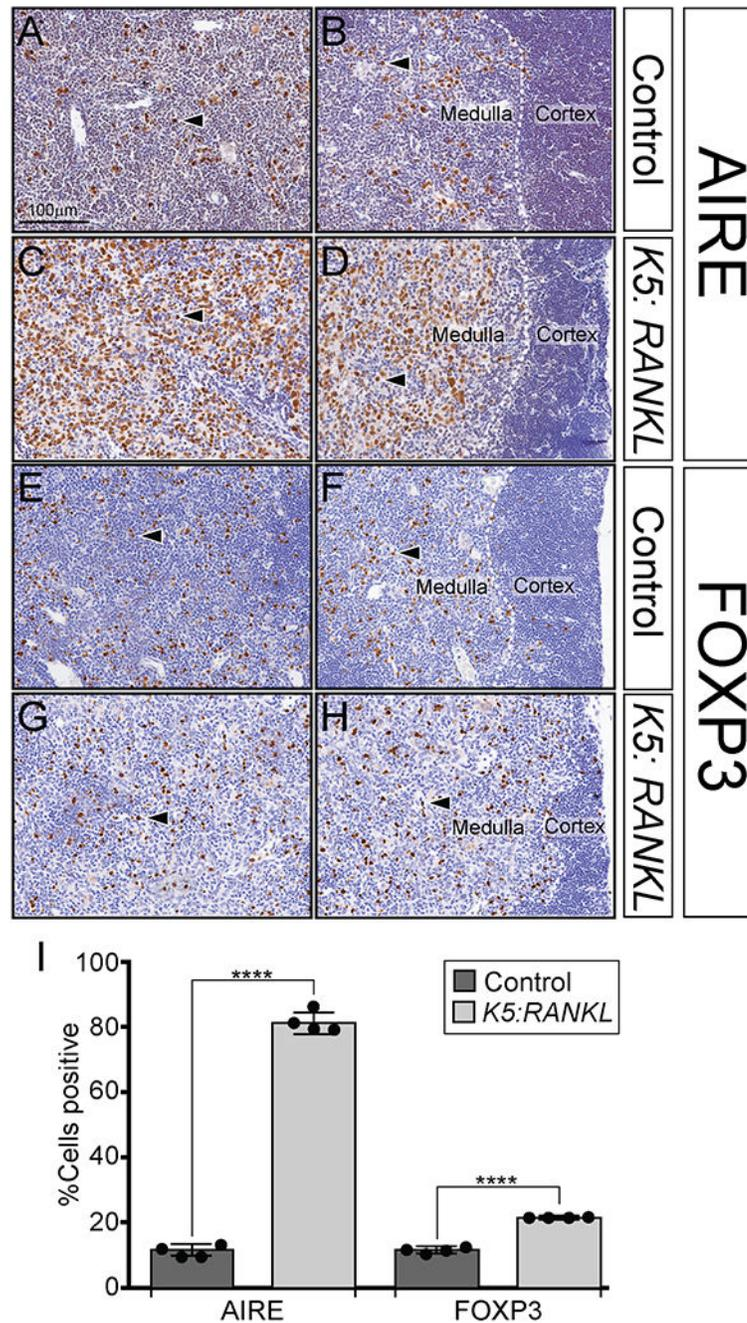 A
B
Medulla
Cortex
100µm
Control
C
D
Medulla
Cortex
K5: RANKL
AIRE
E
F
Medulla
Cortex
Control
G
H
Medulla
Cortex
K5: RANKL
FOXP3
I
100
80
60
40
20
0
%Cells positive
****
****
Control
K5:RANKL
AIRE
FOXP3